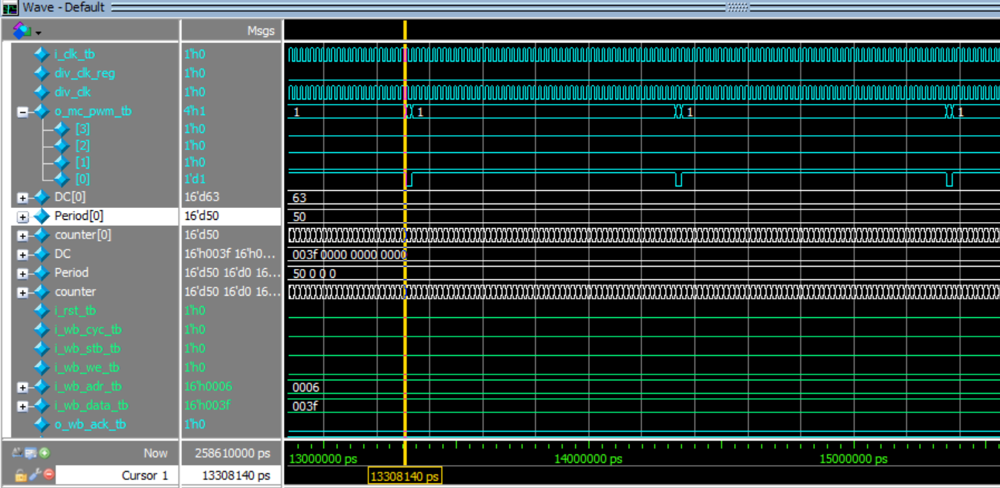 Wave - Default
Msgs
i_clk_tb 1'h0
div_clk_reg 1'h0
div_clk 1'h0
o_mc_pwm_tb 4'h1 1 1 1 1
[3] 1'h0
[2] 1'h0
[1] 1'h0
[0] 1'd1
DC[0] 16'd63 63
Period[0] 16'd50 50
counter[0] 16'd50
DC 16'h003f 16'h0... 003f 0000 0000 0000
Period 16'd50 16'd0 16... 50 0 0 0
counter 16'd50 16'd0 16...
i_rst_tb 1'h0
i_wb_cyc_tb 1'h0
i_wb_stb_tb 1'h0
i_wb_we_tb 1'h0
i_wb_adr_tb 16'h0006 0006
i_wb_data_tb 16'h003f 003f
o_wb_ack_tb 1'h0
Now 258610000 ps 13000000 ps 14000000 ps 15000000 ps
Cursor 1 13308140 ps 13308140 ps